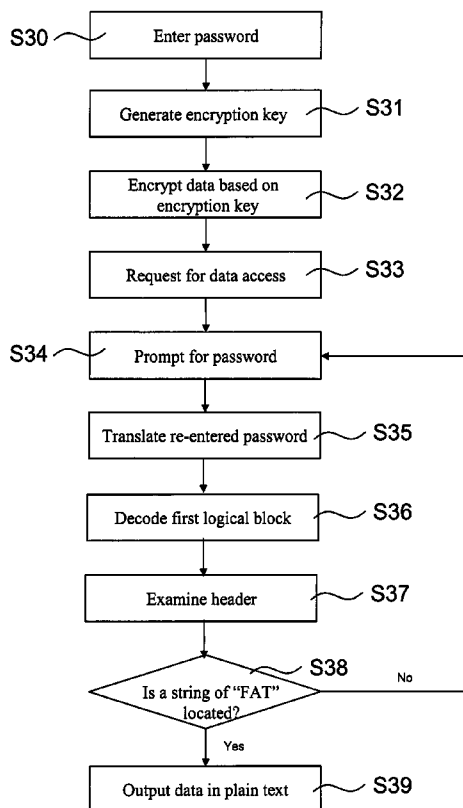 S30
Enter password
Generate encryption key
S31
Encrypt data based on
encryption key
S32
Request for data access
S33
S34
Prompt for password
Translate re-entered password
S35
Decode first logical block
S36
Examine header
S37
S38
Is a string of “FAT”
located?
No
Yes
Output data in plain text
S39